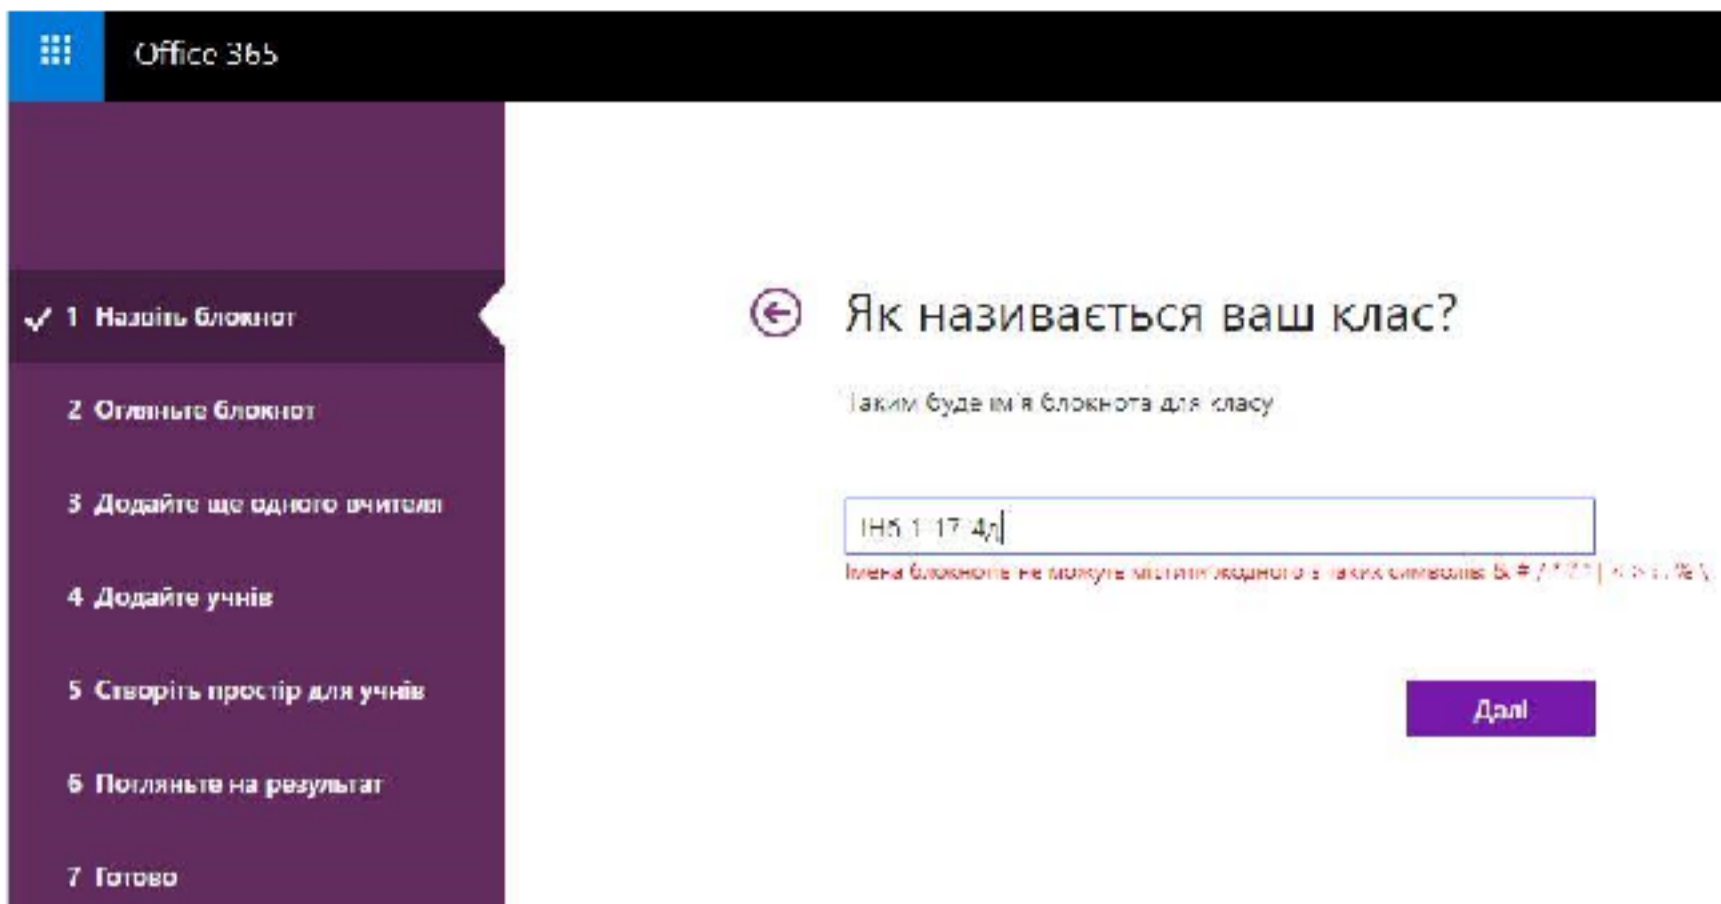 Office 365
1 Назвіть блокнот
2 Огляньте блокнот
3 Додайте ще одного вчителя
4 Додайте учнів
5 Створіть простір для учнів
6 Погляньте на результат
7 Готово
Як називається ваш клас?
Таким буде ім'я блокнота для класу
ІНб-1-17-4д
Імена блокнотів не можуть містити жодного з таких символів: & # /
Далі